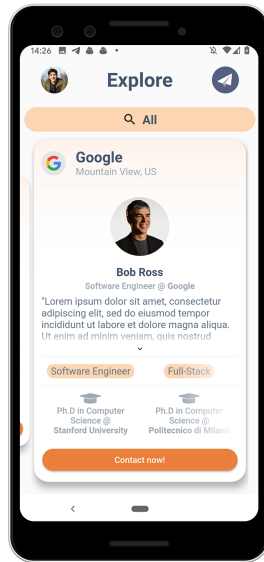 14:26
Explore
All
Google
Mountain View, US
Bob Ross
Software Engineer @ Google
"Lorem ipsum dolor sit amet, consectetur
adipiscing elit, sed do eiusmod tempor
incididunt ut labore et dolore magna aliqua.
Ut enim ad minim veniam, quis nostrud
Software Engineer Full-Stack
Ph.D in Computer Ph.D in Computer
Science @ Science @
Stanford University Politecnico di Milano
Contact now!